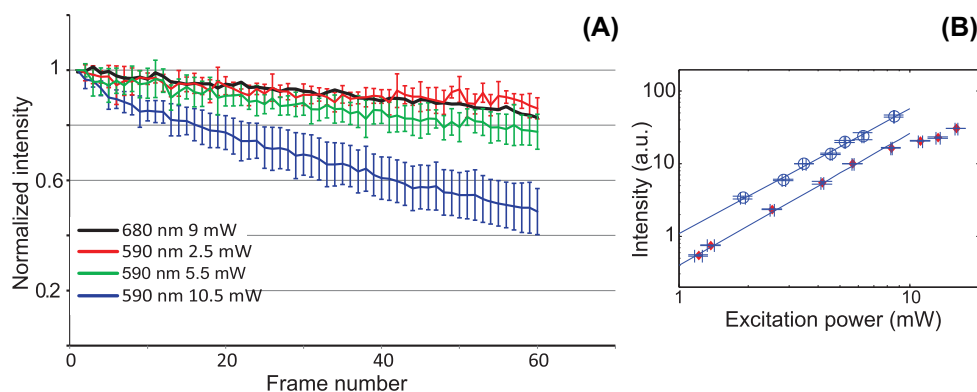 (A)
(B)
Normalized intensity
1
0.6
0.2
680 nm 9 mW
590 nm 2.5 mW
590 nm 5.5 mW
590 nm 10.5 mW
0
20
40
60
Frame number
Intensity (a.u.)
100
10
1
1
10
Excitation power (mW)